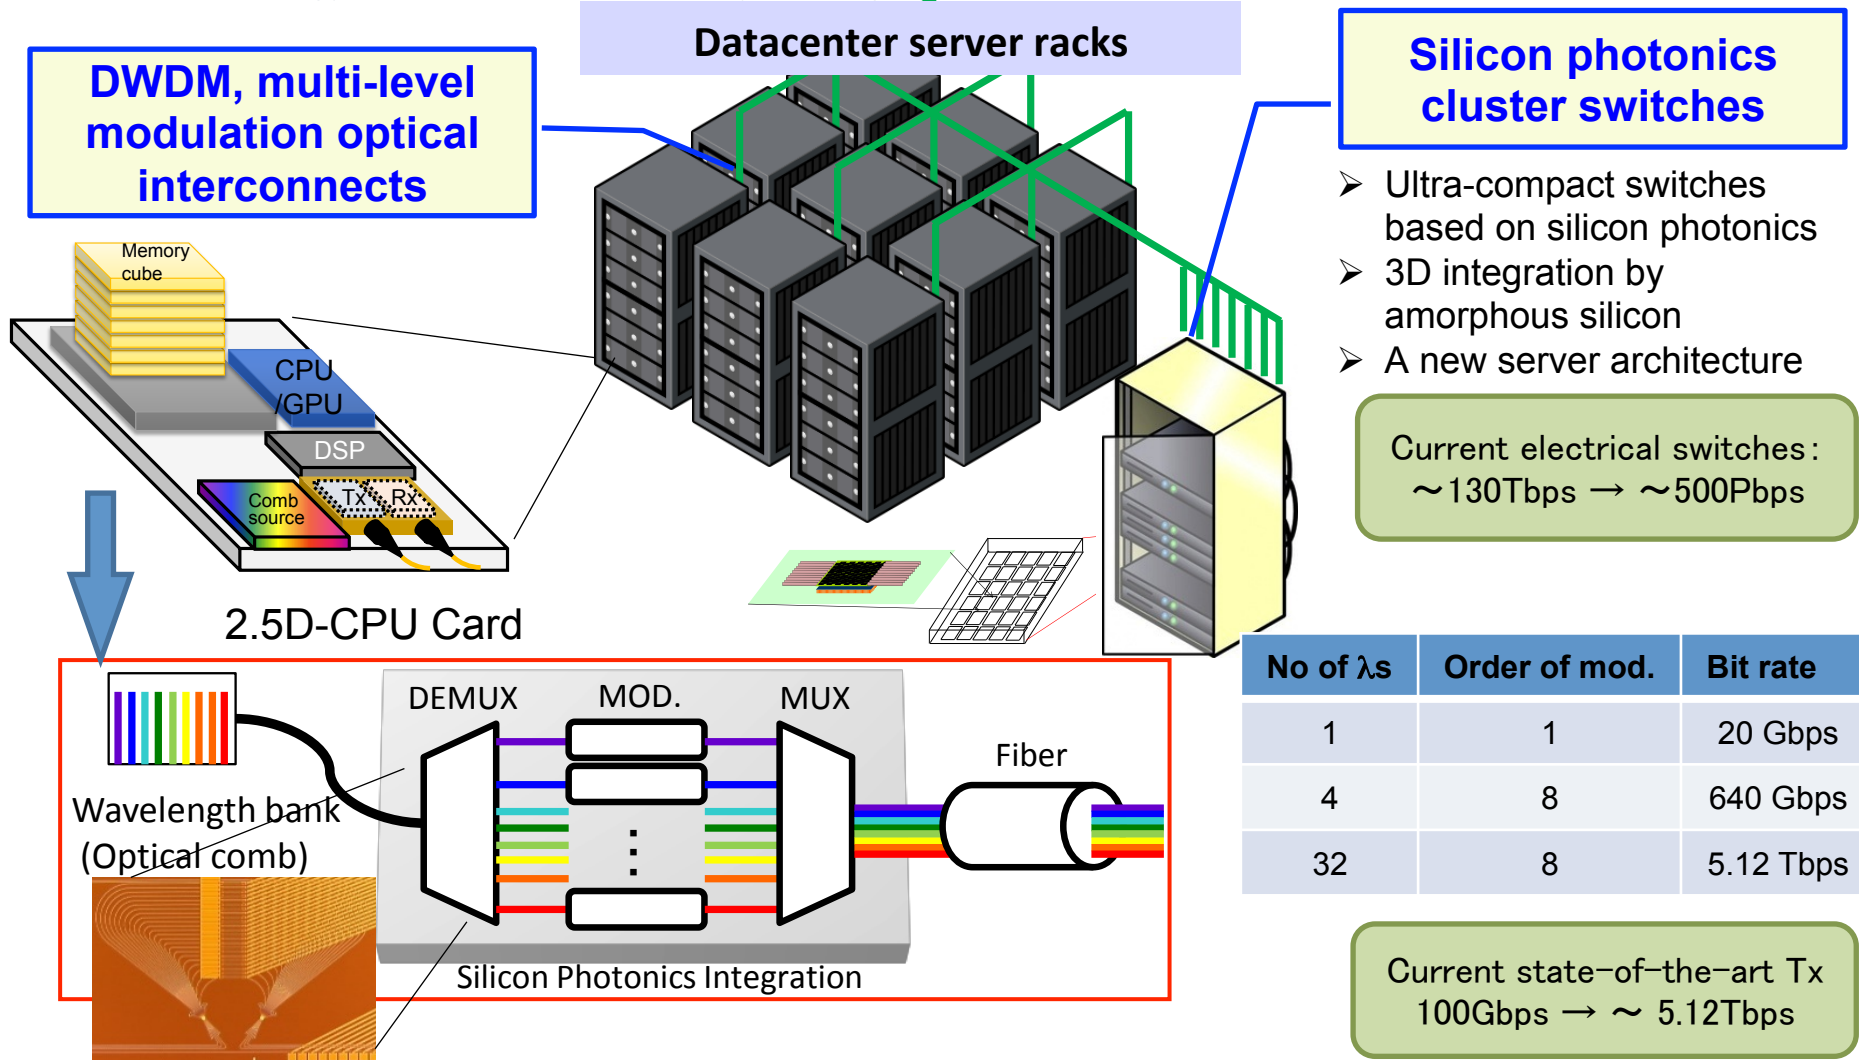 Datacenter server racks
DWDM, multi-level
modulation optical
interconnects
Silicon photonics
cluster switches
➢ Ultra-compact switches
based on silicon photonics
➢ 3D integration by
amorphous silicon
➢ A new server architecture
Current electrical switches:
~130Tbps → ~500Pbps
Memory
cube
CPU
/GPU
DSP
Tx
Rx
Comb
source
2.5D-CPU Card
DEMUX
MOD.
MUX
Fiber
Wavelength bank
(Optical comb)
Silicon Photonics Integration
No of λs Order of mod. Bit rate
1 1 20 Gbps
4 8 640 Gbps
32 8 5.12 Tbps
Current state-of-the-art Tx
100Gbps → ~ 5.12Tbps